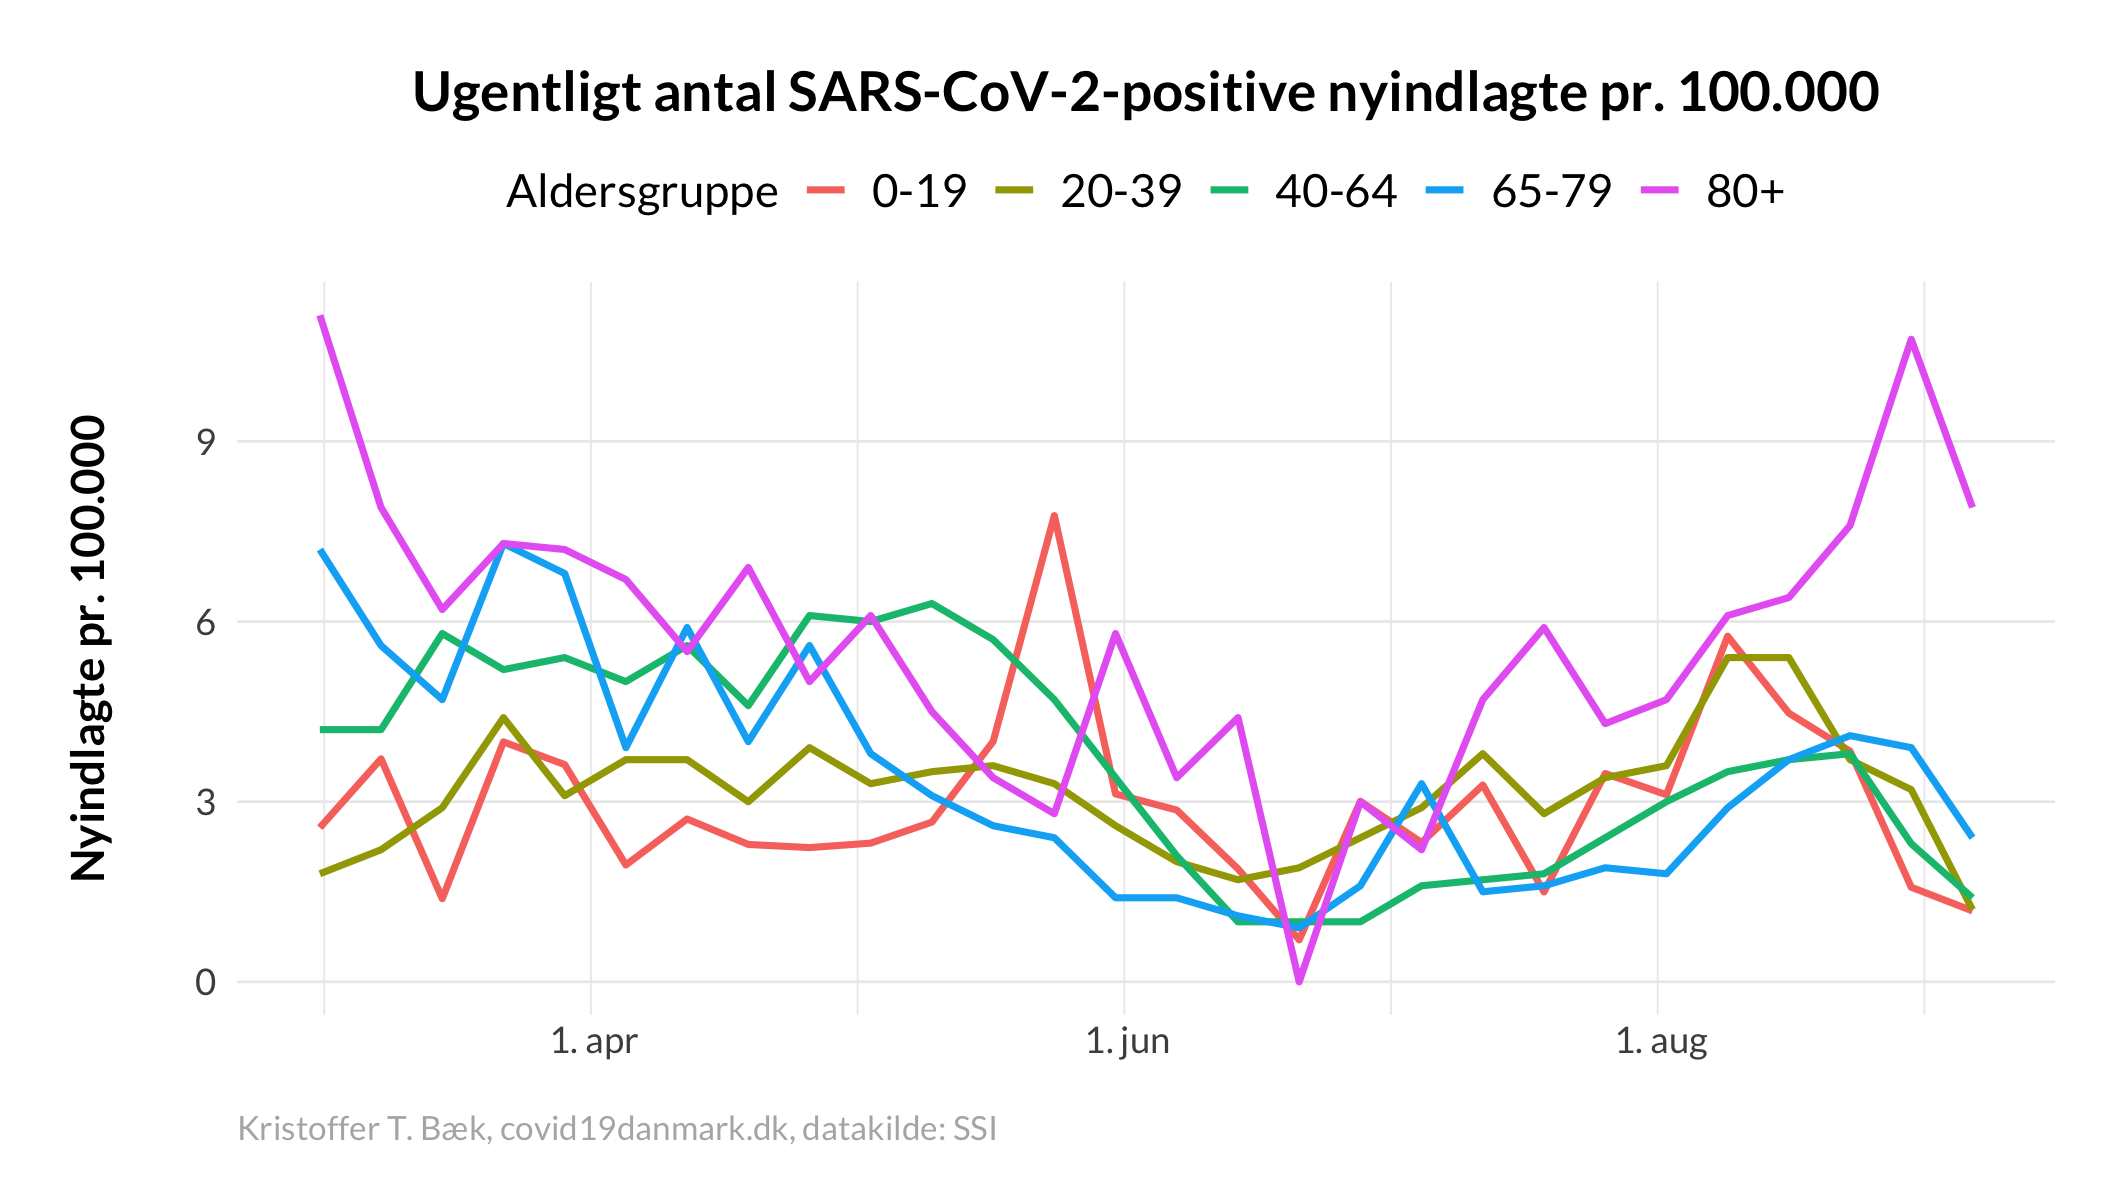 Ugentligt antal SARS-CoV-2-positive nyindlagte pr. 100.000
Aldersgruppe 0-19 20-39 40-64 65-79 80+
Nyindlagte pr. 100.000
9
6
3
0
1. apr 1. jun 1. aug
Kristoffer T. Bæk, covid19danmark.dk, datakilde: SSI